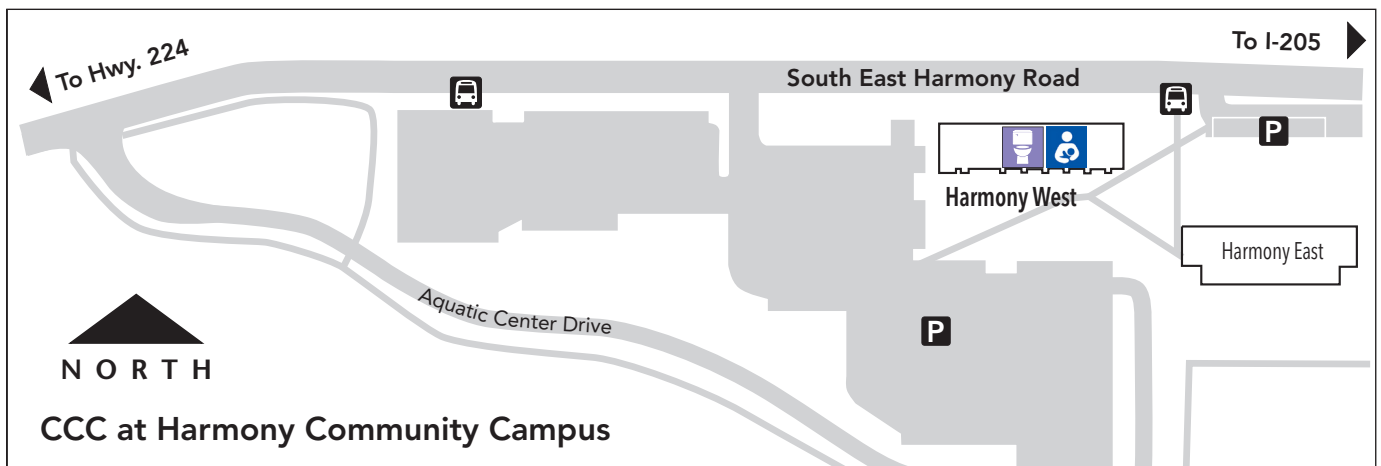 To Hwy. 224
To I-205
South East Harmony Road
P
Harmony West
Harmony East
Aquatic Center Drive
P
NORTH
CCC at Harmony Community Campus